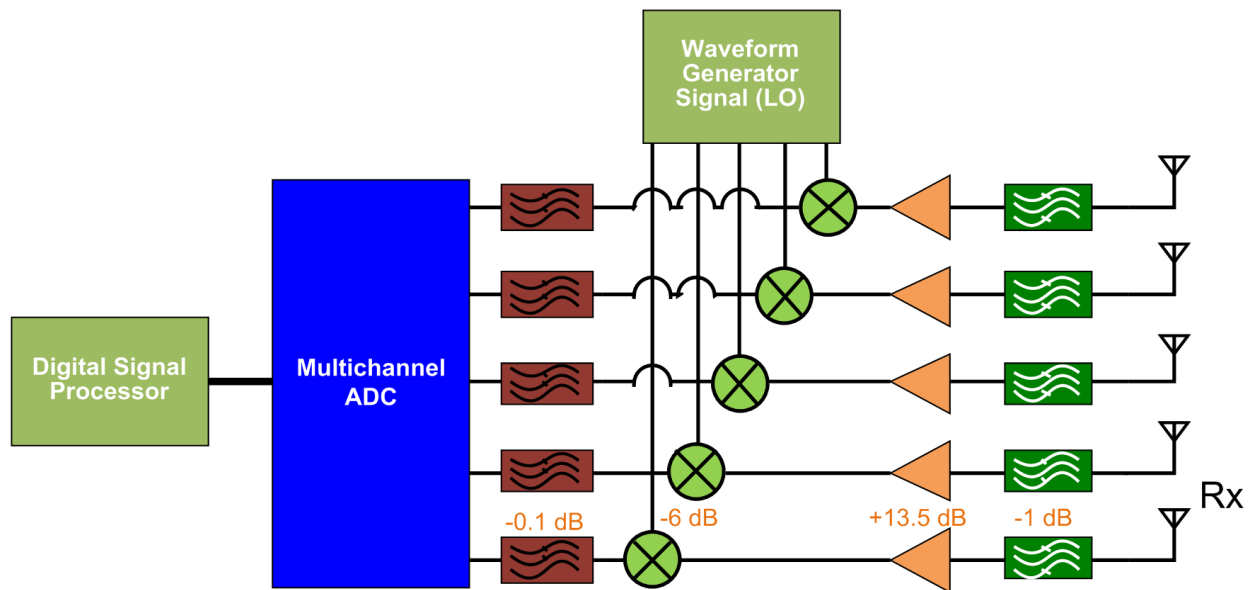 Waveform
Generator
Signal (LO)
Digital Signal
Processor
Multichannel
ADC
-0.1 dB
-6 dB
+13.5 dB
-1 dB
Rx